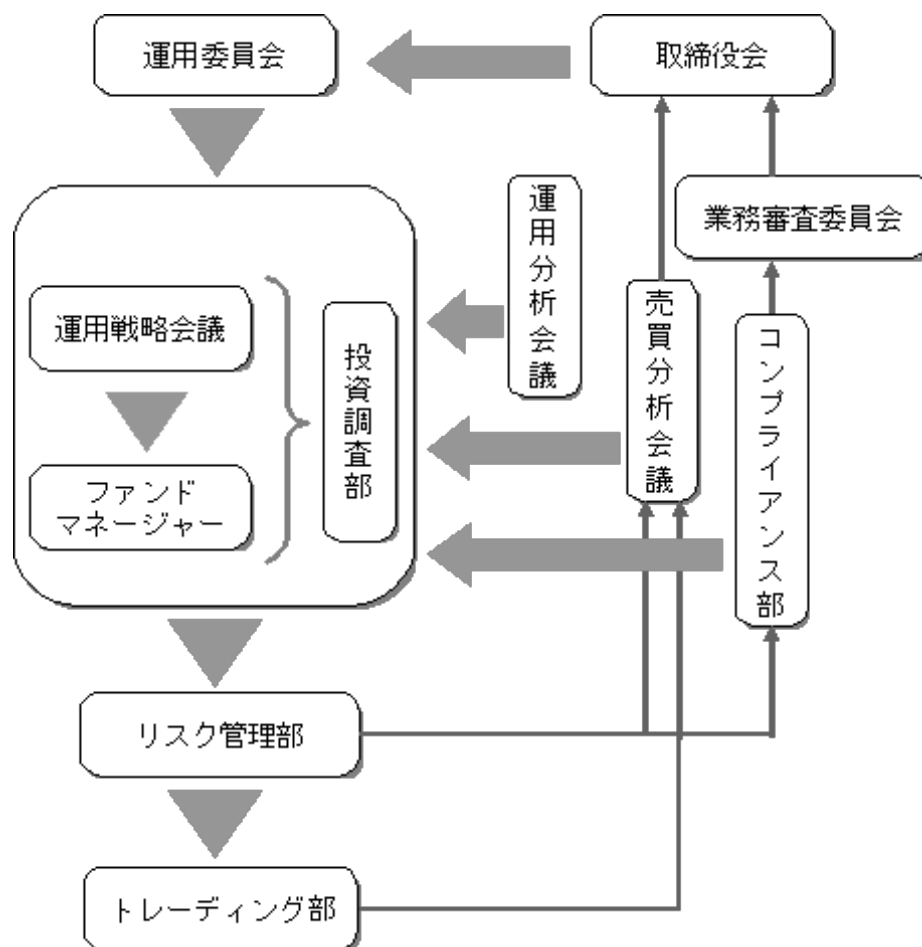 運用委員会
取締役会
運用分析会議
業務審査委員会
運用戦略会議
投資調査部
売買分析会議
コンプライアンス部
ファンド
マネージャー
リスク管理部
トレーディング部